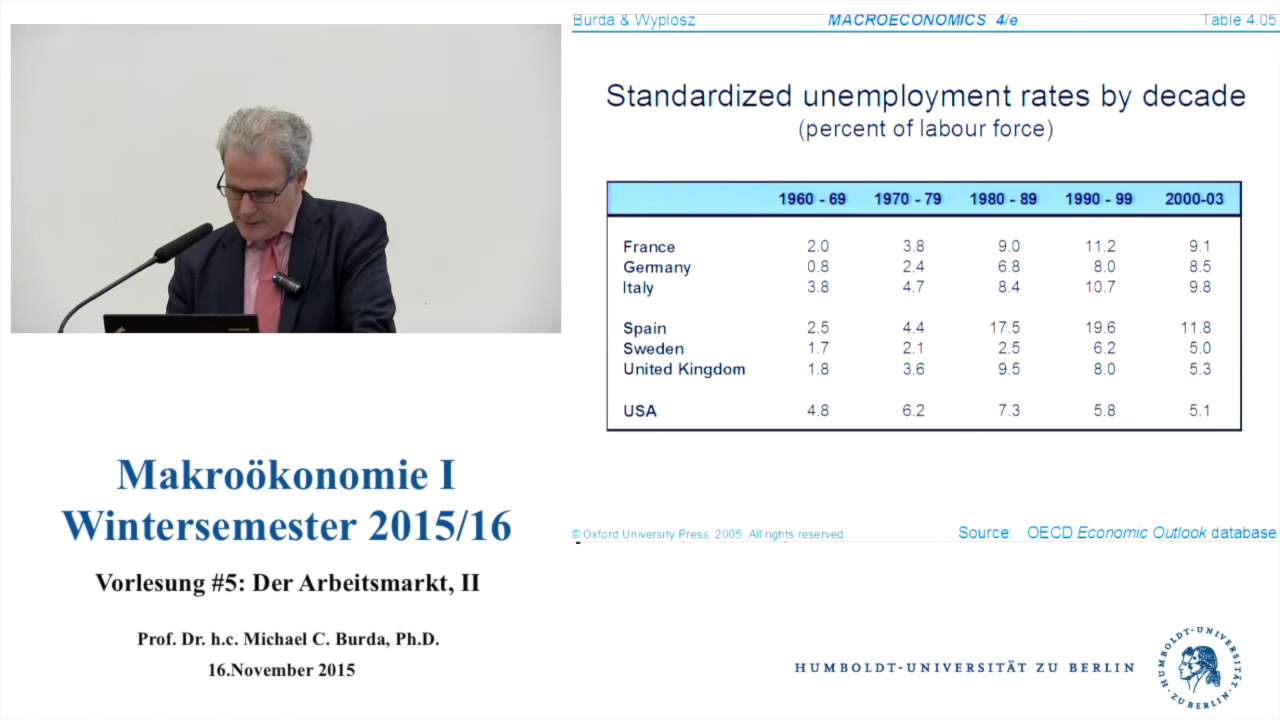 Burda & Wyplosz MACROECONOMICS 4/e Table 4.05
Standardized unemployment rates by decade
(percent of labour force)
1960 - 69 1970 - 79 1980 - 89 1990 - 99 2000-03
France 2.0 3.8 9.0 11.2 9.1
Germany 0.8 2.4 6.8 8.0 8.5
Italy 3.8 4.7 8.4 10.7 9.8
Spain 2.5 4.4 17.5 19.6 11.8
Sweden 1.7 2.1 2.5 6.2 5.0
United Kingdom 1.8 3.6 9.5 8.0 5.3
USA 4.8 6.2 7.3 5.8 5.1
© Oxford University Press, 2005 All rights reserved
Source: OECD Economic Outlook database
Makroökonomie I
Wintersemester 2015/16
Vorlesung #5: Der Arbeitsmarkt, II
Prof. Dr. h.c. Michael C. Burda, Ph.D.
16.November 2015
HUMBOLDT-UNIVERSITÄT ZU BERLIN
HUMBOLDT-UNIVERSITÄT ZU BERLIN